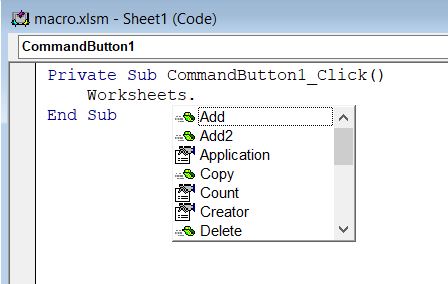 macro.xlsm - Sheet1 (Code)
CommandButton1
Private Sub CommandButton1_Click()
Worksheets.
End Sub
Add
Add2
Application
Copy
Count
Creator
Delete